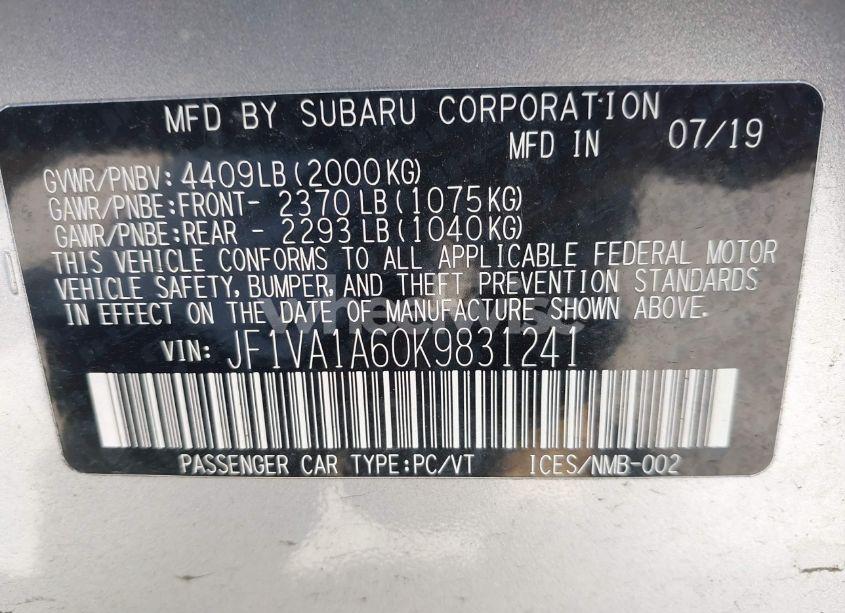 MFD BY SUBARU CORPORATION
MFD IN 07/19
GVWR/PNBV: 4409LB(2000KG)
GAWR/PNBE:FRONT- 2370LB(1075KG)
GAWR/PNBE:REAR - 2293LB(1040KG)
THIS VEHICLE CONFORMS TO ALL APPLICABLE FEDERAL MOTOR
VEHICLE SAFETY, BUMPER, AND THEFT PREVENTION STANDARDS
IN EFFECT ON THE DATE OF MANUFACTURE SHOWN ABOVE.
wheelwise
VIN: JF1VA1A60K9831241
PASSENGER CAR TYPE:PC/VT ICES/NMB-002